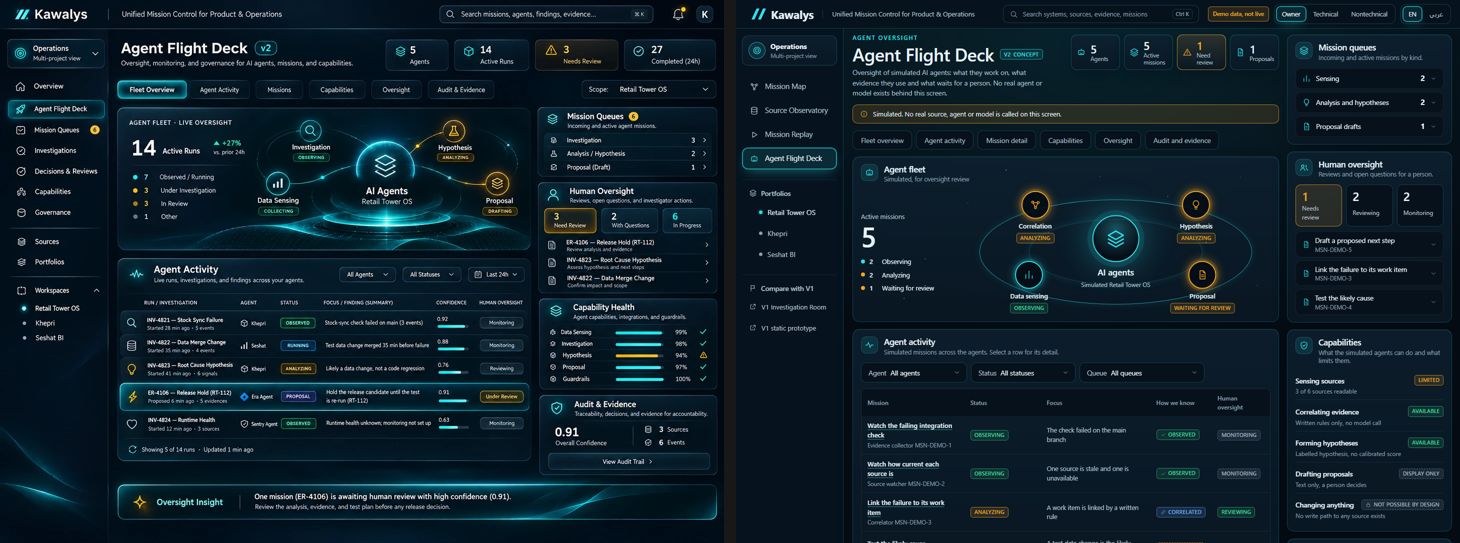 Kawalys
Unified Mission Control for Product & Operations
Search missions, agents, findings, evidence...
⌘ K
K
Operations
Multi-project view
Overview
Agent Flight Deck
Mission Queues
6
Investigations
Decisions & Reviews
Capabilities
Governance
Sources
Portfolios
Workspaces
Retail Tower OS
Khepri
Seshat BI
Agent Flight Deck
v2
Oversight, monitoring, and governance for AI agents, missions, and capabilities.
5
Agents
14
Active Runs
3
Needs Review
27
Completed (24h)
Fleet Overview
Agent Activity
Missions
Capabilities
Oversight
Audit & Evidence
Scope: Retail Tower OS
AGENT FLEET · LIVE OVERSIGHT
14 Active Runs
▲ +27%
vs. prior 24h
7 Observed / Running
3 Under Investigation
3 In Review
1 Other
Investigation
OBSERVING
Hypothesis
ANALYZING
Data Sensing
COLLECTING
Proposal
DRAFTING
AI Agents
Retail Tower OS
Agent Activity
Live runs, investigations, and findings across your agents.
All Agents
All Statuses
Last 24h
RUN / INVESTIGATION
AGENT
STATUS
FOCUS / FINDING (SUMMARY)
CONFIDENCE
HUMAN OVERSIGHT
INV-4821 — Stock Sync Failure
Started 28 min ago • 5 events
Khepri
OBSERVED
Stock-sync check failed on main (3 events)
0.92
Monitoring
INV-4822 — Data Merge Change
Started 35 min ago • 4 events
Seshat
RUNNING
Test data change merged 35 min before failure
0.88
Monitoring
INV-4823 — Root Cause Hypothesis
Started 41 min ago • 6 signals
Khepri
ANALYZING
Likely a data change, not a code regression
0.76
Reviewing
ER-4106 — Release Hold (RT-112)
Proposed 6 min ago • 5 evidences
Era Agent
PROPOSAL
Hold the release candidate until the test
is re-run (RT-112)
0.91
Under Review
INV-4824 — Runtime Health
Started 12 min ago • 3 sources
Sentry Agent
OBSERVED
Runtime health unknown; monitoring not set up
0.63
Monitoring
Showing 5 of 14 runs • Updated 1 min ago
Mission Queues
6
Incoming and active agent missions.
Investigation 3
Analysis / Hypothesis 2
Proposal (Draft) 1
Human Oversight
Reviews, open questions, and investigator actions.
3
Need Review
2
With Questions
6
In Progress
ER-4106 — Release Hold (RT-112)
Review analysis and evidence
INV-4823 — Root Cause Hypothesis
Assess hypothesis and next steps
INV-4822 — Data Merge Change
Confirm impact and scope
Capability Health
Agent capabilities, integrations, and guardrails.
Data Sensing 99%
Investigation 98%
Hypothesis 94%
Proposal 97%
Guardrails 100%
Audit & Evidence
Traceability, decisions, and evidence for accountability.
0.91
Overall Confidence
3 Sources
6 Events
View Audit Trail
Oversight Insight
One mission (ER-4106) is awaiting human review with high confidence (0.91).
Review the analysis, evidence, and test plan before any release decision.
Kawalys
Unified Mission Control for Product & Operations
Search systems, sources, evidence, missions
Ctrl K
Demo data, not live
Owner
Technical
Nontechnical
EN
عربي
Operations
Multi-project view
Mission Map
Source Observatory
Mission Replay
Agent Flight Deck
Portfolios
Retail Tower OS
Khepri
Seshat BI
Compare with V1
V1 Investigation Room
V1 static prototype
AGENT OVERSIGHT
Agent Flight Deck
V2 CONCEPT
Oversight of simulated AI agents: what they work on, what
evidence they use and what waits for a person. No real agent or
model exists behind this screen.
5
Agents
5
Active
missions
1
Need
review
1
Proposals
Simulated. No real source, agent or model is called on this screen.
Fleet overview
Agent activity
Mission detail
Capabilities
Oversight
Audit and evidence
Agent fleet
Simulated, for oversight review
Active missions
5
2 Observing
2 Analyzing
1 Waiting for review
Correlation
ANALYZING
Hypothesis
ANALYZING
Data sensing
OBSERVING
Proposal
WAITING FOR REVIEW
AI agents
Simulated Retail Tower OS
Agent activity
Simulated missions across the agents. Select a row for its detail.
Agent All agents
Status All statuses
Queue All queues
Mission
Status
Focus
How we know
Human
oversight
Watch the failing integration
check
Evidence collector MSN-DEMO-1
OBSERVING
The check failed on the main
branch
OBSERVED
MONITORING
Watch how current each
source is
Source watcher MSN-DEMO-2
OBSERVING
One source is stale and one is
unavailable
OBSERVED
MONITORING
Link the failure to its work
item
Correlator MSN-DEMO-3
ANALYZING
A work item is linked by a written
rule
CORRELATED
REVIEWING
Mission queues
Incoming and active missions by kind.
Sensing 2
Analysis and hypotheses 2
Proposal drafts 1
Human oversight
Reviews and open questions for a person.
1
Needs
review
2
Reviewing
2
Monitoring
Draft a proposed next step
MSN-DEMO-5
Link the failure to its work item
MSN-DEMO-3
Test the likely cause
MSN-DEMO-4
Capabilities
What the simulated agents can do and what
limits them.
Sensing sources
LIMITED
3 of 6 sources readable
Correlating evidence
AVAILABLE
Written rules only, no model call
Forming hypotheses
AVAILABLE
Labelled hypothesis, no calibrated score
Drafting proposals
DISPLAY ONLY
Text only, a person decides
Changing anything
NOT POSSIBLE BY DESIGN
No write path to any source exists